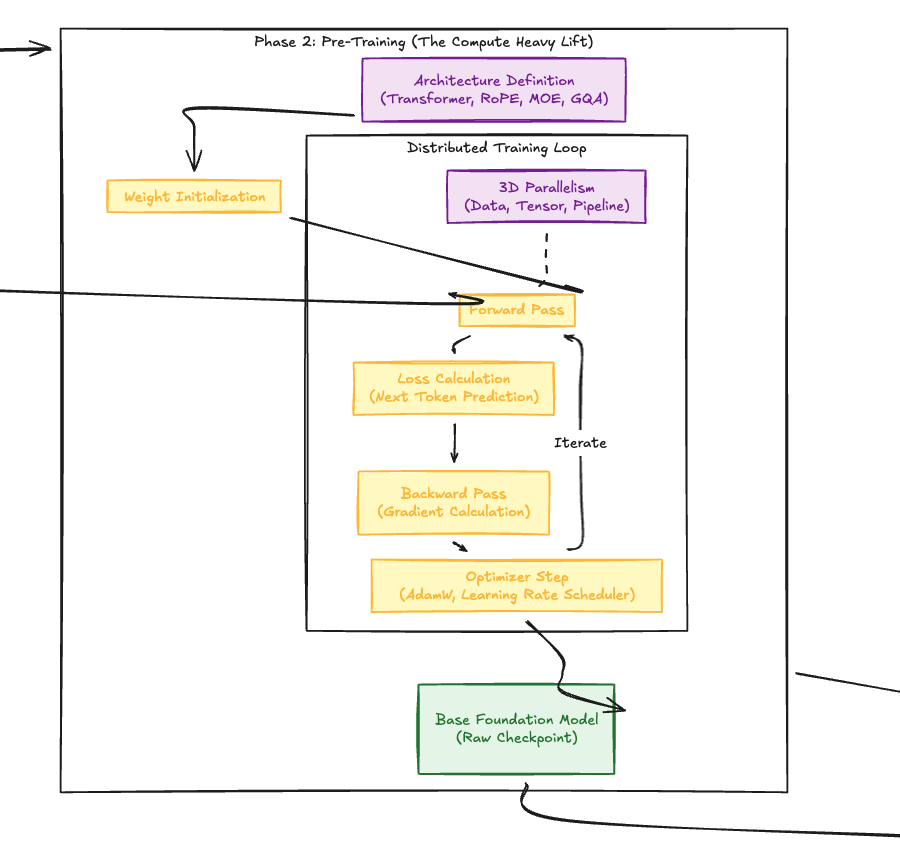 Phase 2: Pre-Training (The Compute Heavy Lift)
Architecture Definition
(Transformer, RoPE, MOE, GQA)
Distributed Training Loop
3D Parallelism
(Data, Tensor, Pipeline)
Weight Initialization
Forward Pass
Loss Calculation
(Next Token Prediction)
Iterate
Backward Pass
(Gradient Calculation)
Optimizer Step
(AdamW, Learning Rate Scheduler)
Base Foundation Model
(Raw Checkpoint)